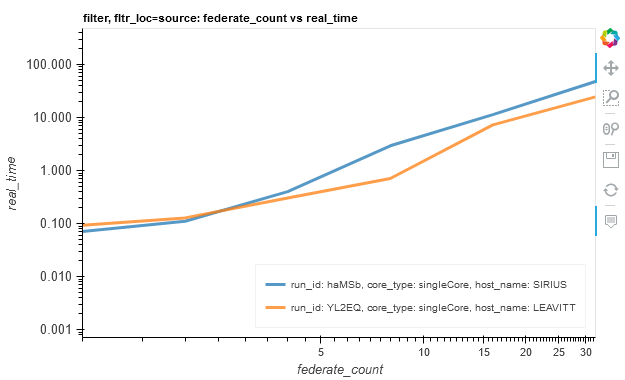 filter, fltr_loc=source: federate_count vs real_time
100.000
10.000
1.000
0.100
0.010
0.001
real_time
run_id: haMSb, core_type: singleCore, host_name: SIRIUS
run_id: YL2EQ, core_type: singleCore, host_name: LEAVITT
5 10 15 20 25 30
federate_count